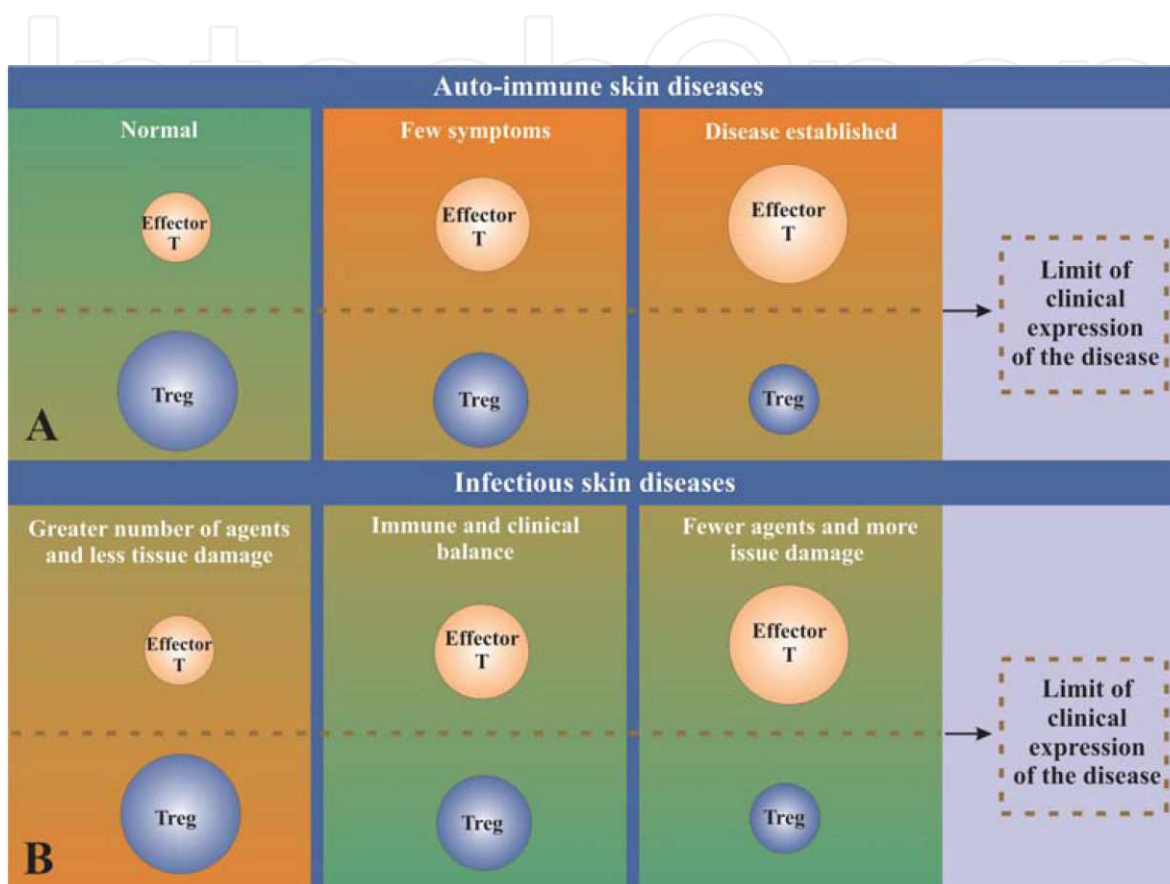 Auto-immune skin diseases
Normal
Few symptoms
Disease established
Effector
T
Effector
T
Effector
T
Treg
Treg
Treg
Limit of
clinical
expression
of the disease
A
Infectious skin diseases
Greater number of agents
and less tissue damage
Immune and clinical
balance
Fewer agents and more
issue damage
Effector
T
Effector
T
Effector
T
Treg
Treg
Treg
Limit of
clinical
expression
of the disease
B